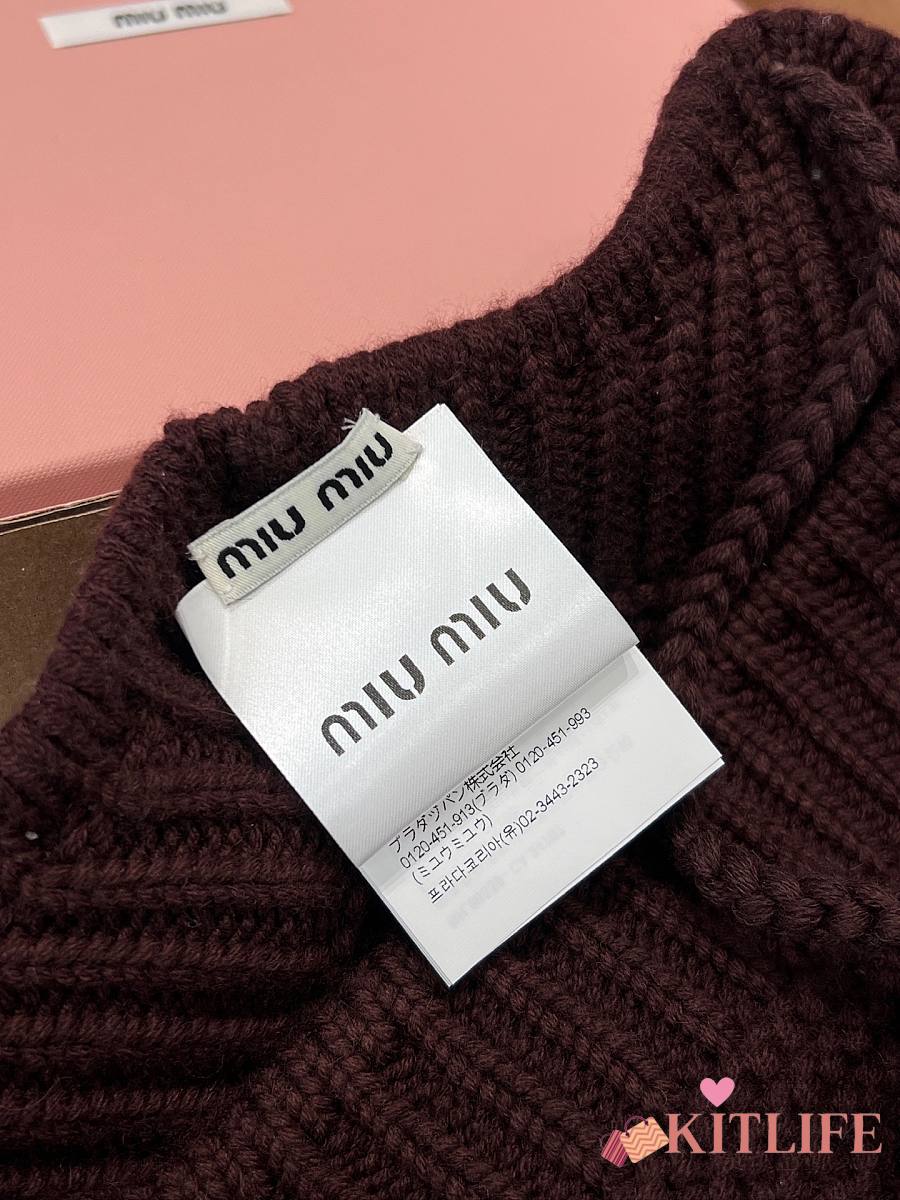 miu miu
miu miu
miu miu
プラダジャパン株式会社
0120-451-913(プラダ) 0120-451-993
(ミュウミュウ)
프라다코리아(유)02-3443-2323
KITLIFE